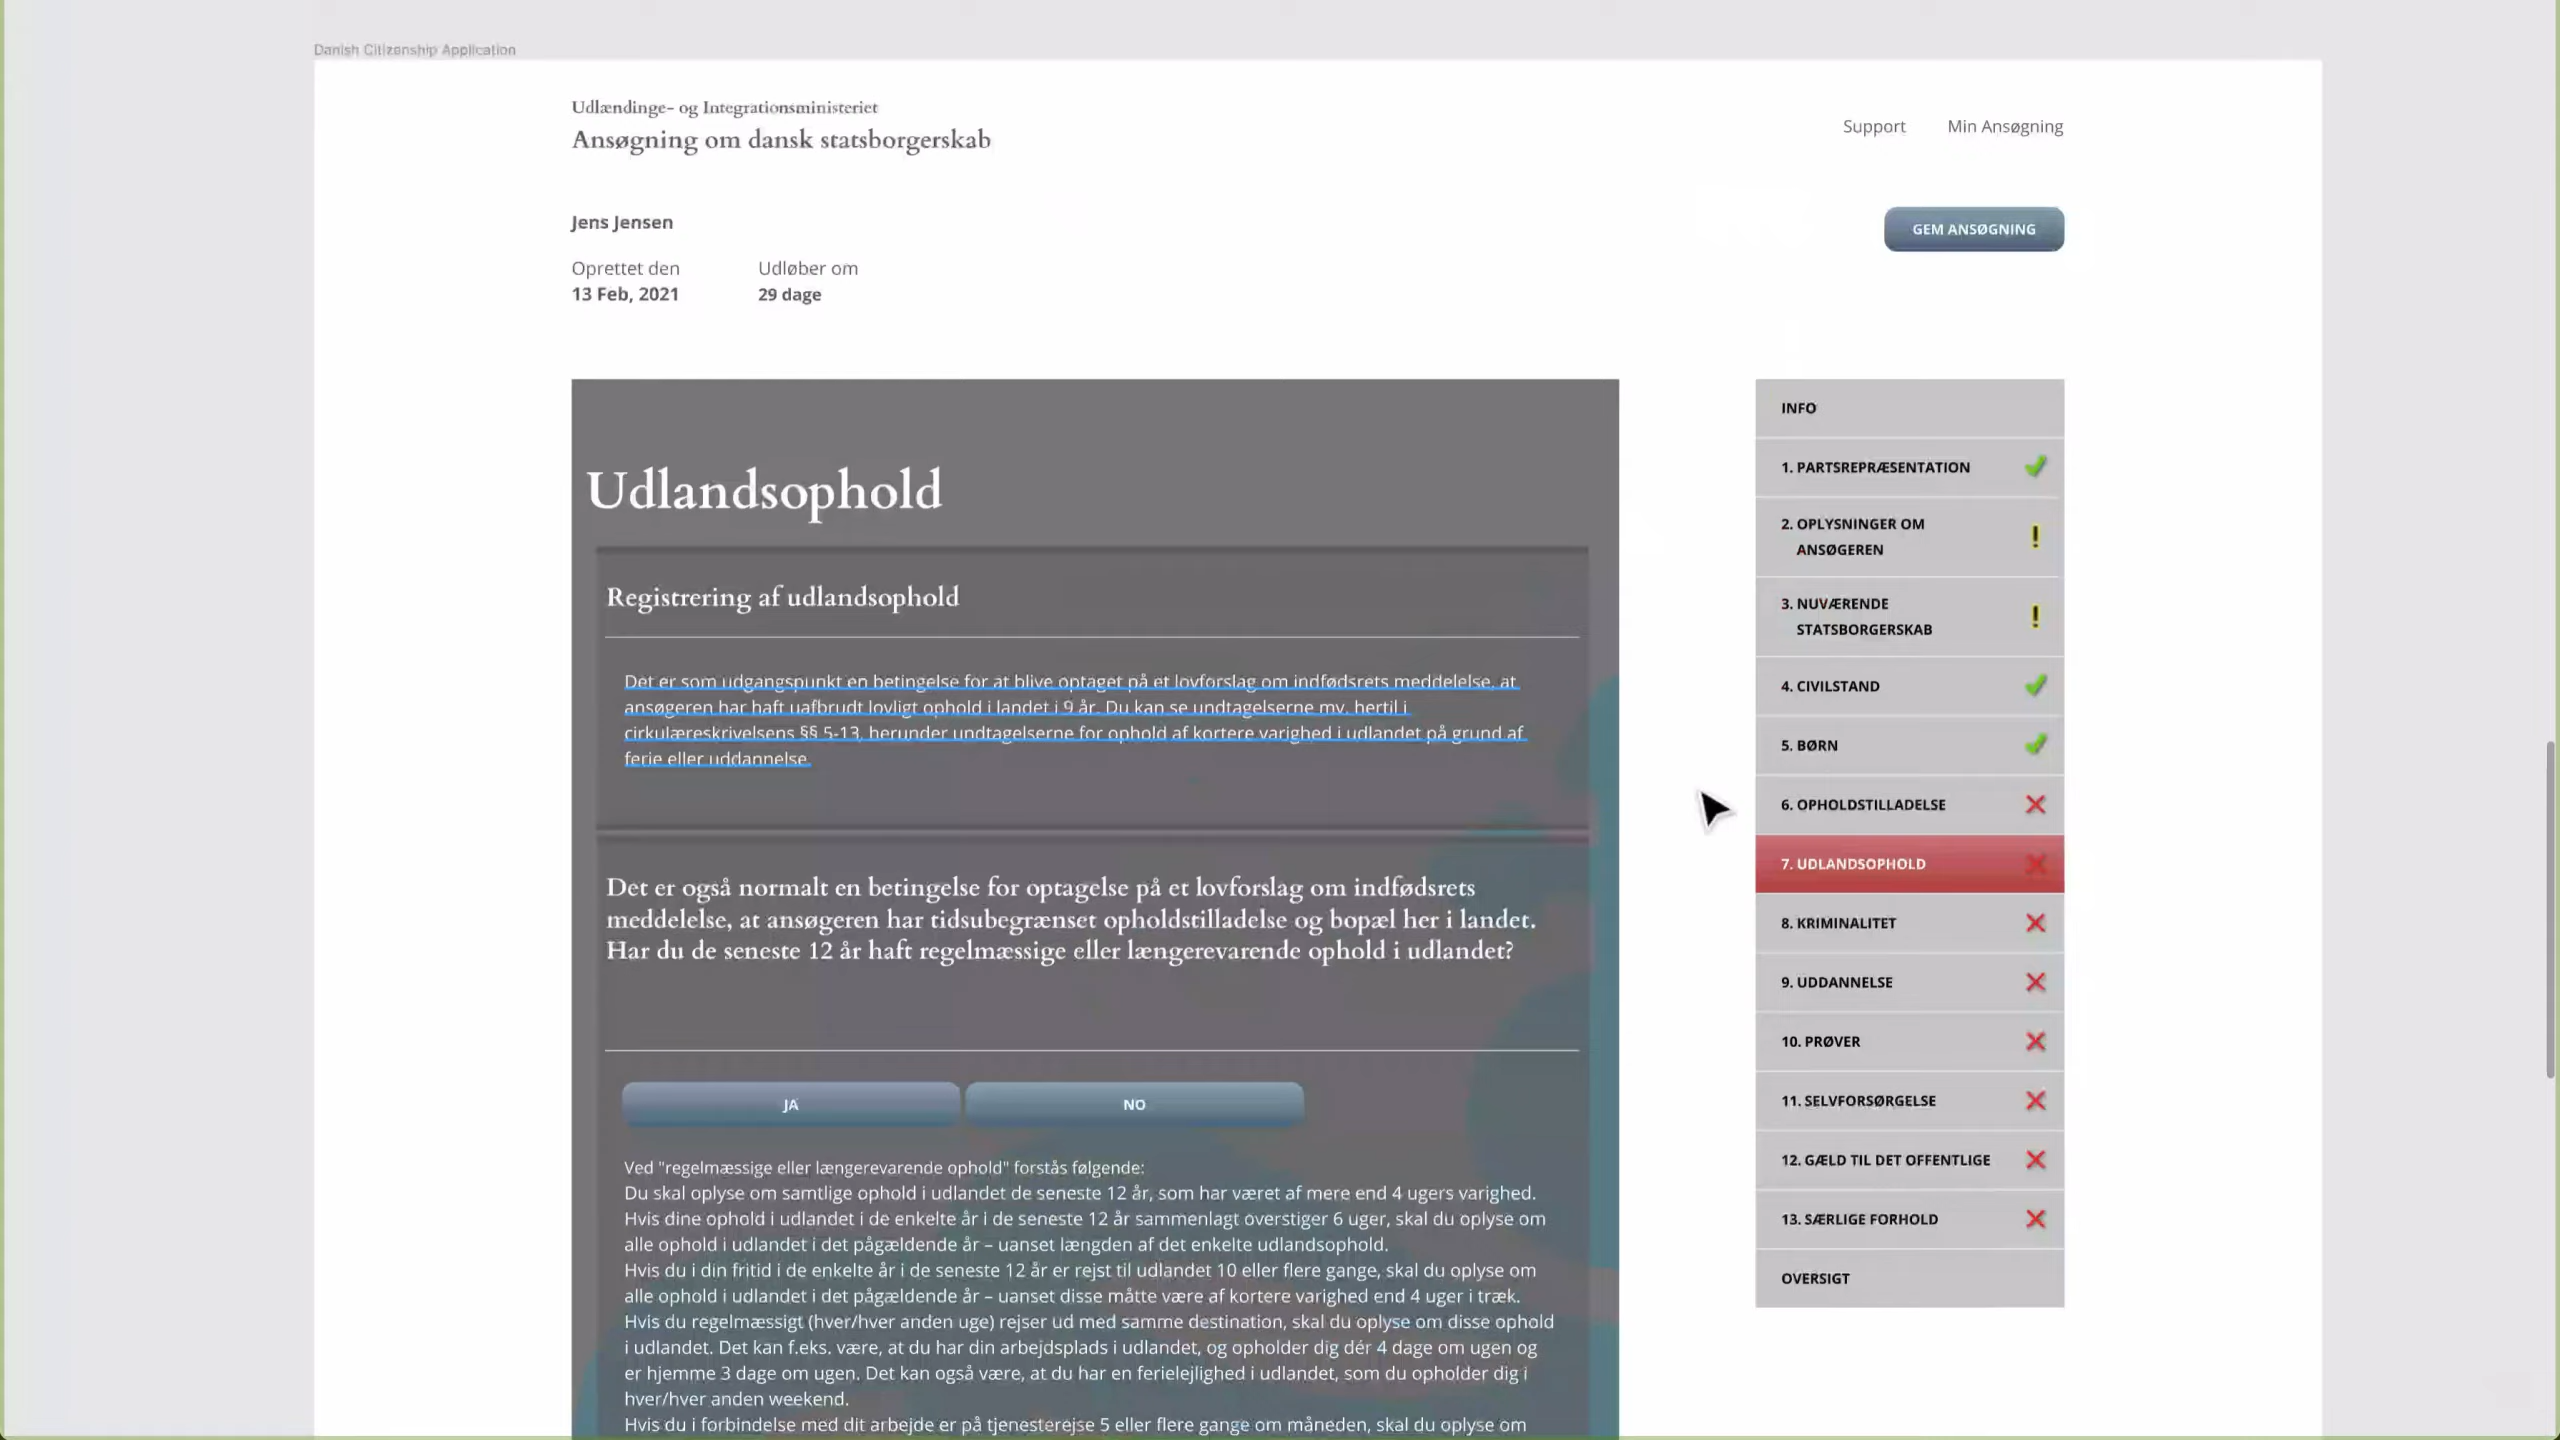 Danish Citizenship Application
Udlændinge- og Integrationsministeriet
Ansøgning om dansk statsborgerskab
Support
Min Ansøgning
Jens Jensen
GEM ANSØGNING
Oprettet den
Udløber om
13 Feb, 2021
29 dage
Udlandsophold
Registrering af udlandsophold
Det er som udgangspunkt en betingelse for at blive optaget på et lovforslag om indfødsrets meddelelse, at
ansøgeren har haft uafbrudt lovligt ophold i landet i 9 år. Du kan se undtagelserne mv. hertil i
cirkulæreskrivelsens §§ 5-13, herunder undtagelserne for ophold af kortere varighed i udlandet på grund af
ferie eller uddannelse.
Det er også normalt en betingelse for optagelse på et lovforslag om indfødsrets
meddelelse, at ansøgeren har tidsubegrænset opholdstilladelse og bopæl her i landet.
Har du de seneste 12 år haft regelmæssige eller længerevarende ophold i udlandet?
JA
NO
Ved "regelmæssige eller længerevarende ophold" forstås følgende:
Du skal oplyse om samtlige ophold i udlandet de seneste 12 år, som har været af mere end 4 ugers varighed.
Hvis dine ophold i udlandet i de enkelte år i de seneste 12 år sammenlagt overstiger 6 uger, skal du oplyse om
alle ophold i udlandet i det pågældende år – uanset længden af det enkelte udlandsophold.
Hvis du i din fritid i de enkelte år i de seneste 12 år er rejst til udlandet 10 eller flere gange, skal du oplyse om
alle ophold i udlandet i det pågældende år – uanset disse måtte være af kortere varighed end 4 uger i træk.
Hvis du regelmæssigt (hver/hver anden uge) rejser ud med samme destination, skal du oplyse om disse ophold
i udlandet. Det kan f.eks. være, at du har din arbejdsplads i udlandet, og opholder dig dér 4 dage om ugen og
er hjemme 3 dage om ugen. Det kan også være, at du har en ferielejlighed i udlandet, som du opholder dig i
hver/hver anden weekend.
Hvis du i forbindelse med dit arbejde er på tjenesterejse 5 eller flere gange om måneden, skal du oplyse om
INFO
1. PARTSREPRÆSENTATION
2. OPLYSNINGER OM
ANSØGEREN
3. NUVÆRENDE
STATSBORGERSKAB
4. CIVILSTAND
5. BØRN
6. OPHOLDSTILLADELSE
7. UDLANDSOPHOLD
8. KRIMINALITET
9. UDDANNELSE
10. PRØVER
11. SELVFORSØRGELSE
12. GÆLD TIL DET OFFENTLIGE
13. SÆRLIGE FORHOLD
OVERSIGT